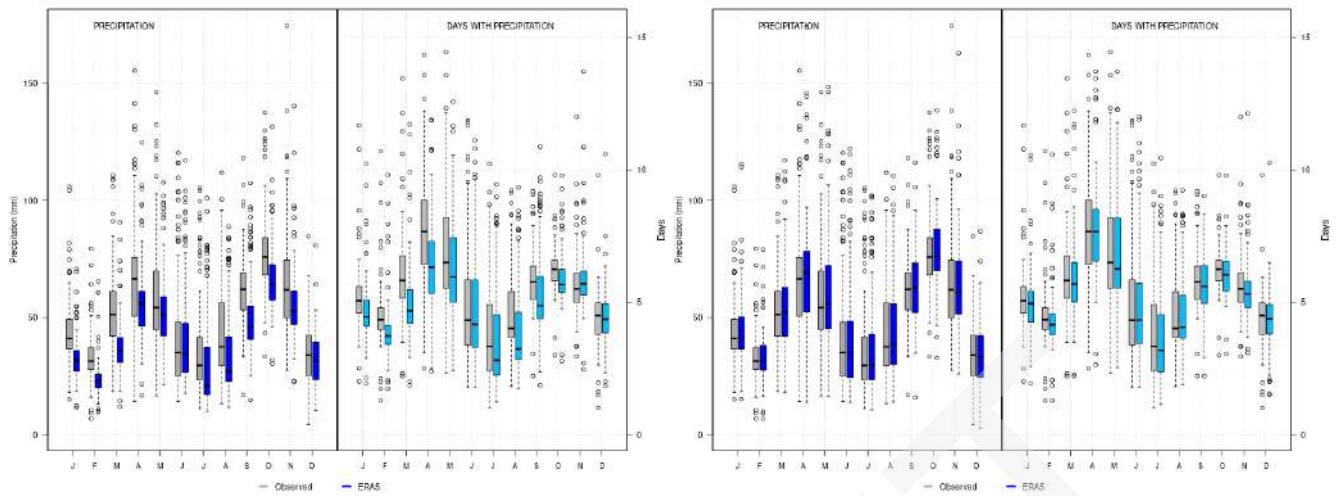 PRECIPITATION
DAYS WITH PRECIPITATION
PRECIPITATION
DAYS WITH PRECIPITATION
Precipitation (mm)
0
50
100
150
Days
0
5
10
15
Precipitation (mm)
0
50
100
150
Days
0
5
10
15
J F M A M J J A S O N D
J F M A M J J A S O N D
J F M A M J J A S O N D
J F M A M J J A S O N D
Observed ERA5
Observed ERA5